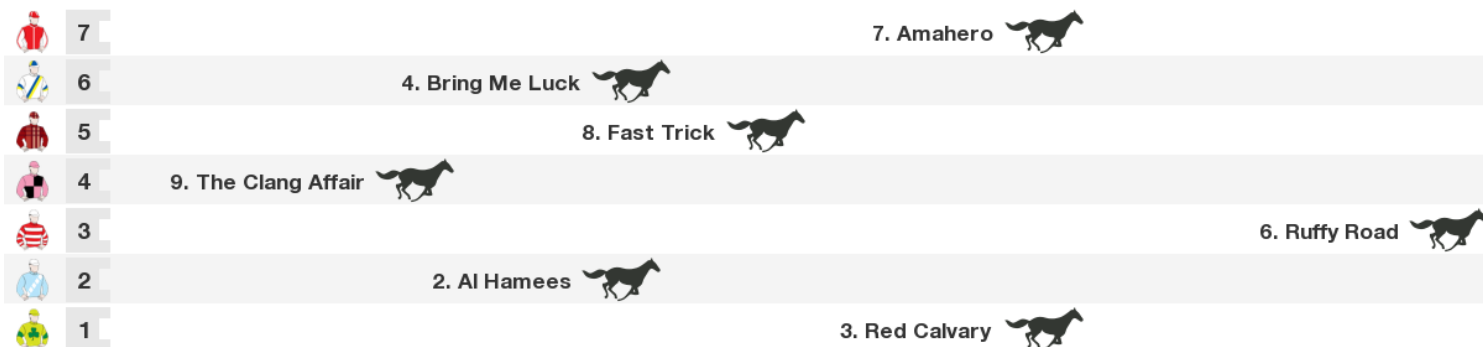 7 7. Amahero
6 4. Bring Me Luck
5 8. Fast Trick
4 9. The Clang Affair
3 6. Ruffy Road
2 2. Al Hamees
1 3. Red Calvary